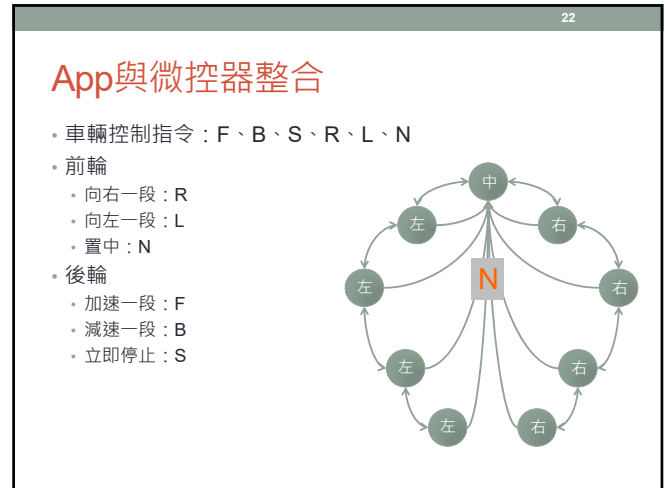 22
App與微控器整合
• 車輛控制指令：F、B、S、R、L、N
• 前輪
• 向右一段：R
• 向左一段：L
• 置中：N
• 後輪
• 加速一段：F
• 減速一段：B
• 立即停止：S
中
左
右
N
左
右
左
右
左
右